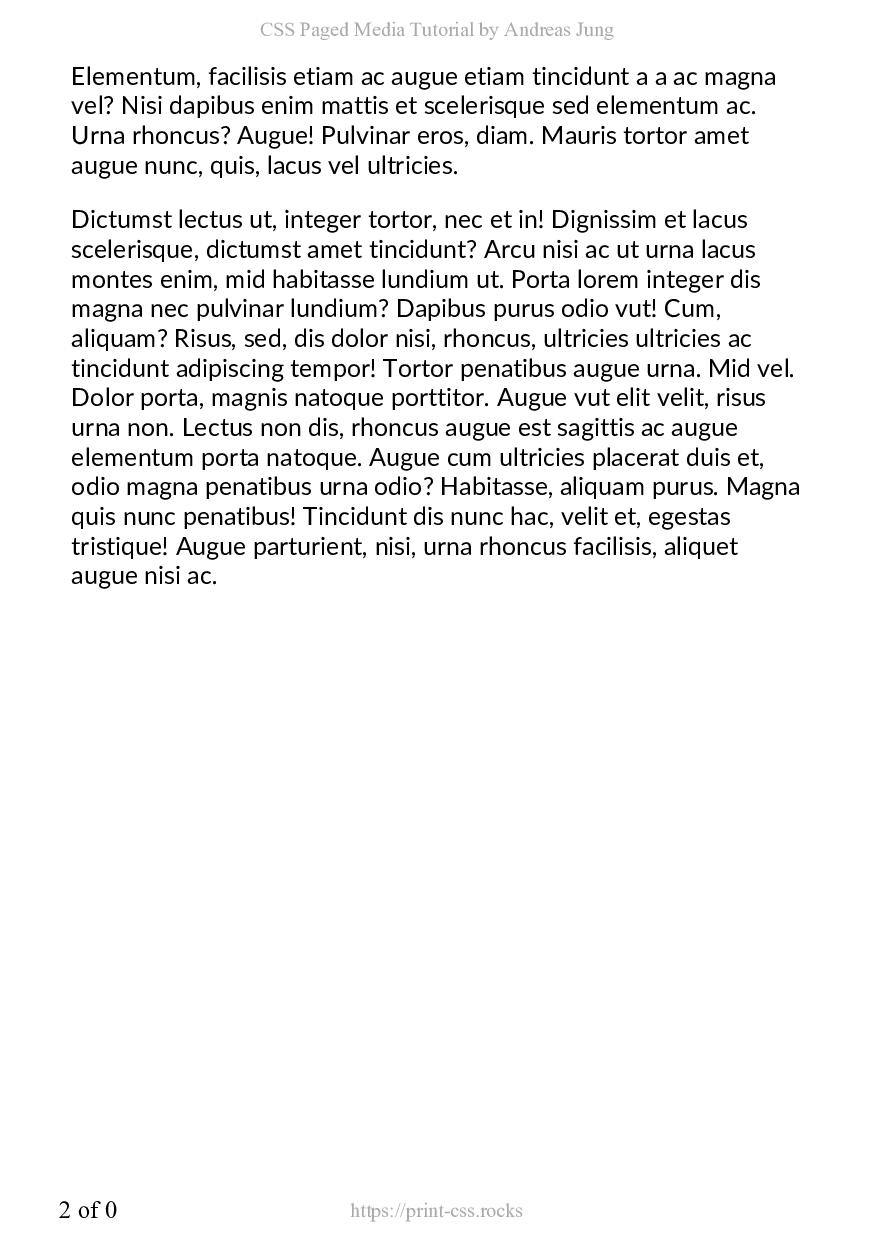 CSS Paged Media Tutorial by Andreas Jung
Elementum, facilisis etiam ac augue etiam tincidunt a a ac magna
vel? Nisi dapibus enim mattis et scelerisque sed elementum ac.
Urna rhoncus? Augue! Pulvinar eros, diam. Mauris tortor amet
augue nunc, quis, lacus vel ultricies.
Dictumst lectus ut, integer tortor, nec et in! Dignissim et lacus
scelerisque, dictumst amet tincidunt? Arcu nisi ac ut urna lacus
montes enim, mid habitasse lundium ut. Porta lorem integer dis
magna nec pulvinar lundium? Dapibus purus odio vut! Cum,
aliquam? Risus, sed, dis dolor nisi, rhoncus, ultricies ultricies ac
tincidunt adipiscing tempor! Tortor penatibus augue urna. Mid vel.
Dolor porta, magnis natoque porttitor. Augue vut elit velit, risus
urna non. Lectus non dis, rhoncus augue est sagittis ac augue
elementum porta natoque. Augue cum ultricies placerat duis et,
odio magna penatibus urna odio? Habitasse, aliquam purus. Magna
quis nunc penatibus! Tincidunt dis nunc hac, velit et, egestas
tristique! Augue parturient, nisi, urna rhoncus facilisis, aliquet
augue nisi ac.
2 of 0
https://print-css.rocks